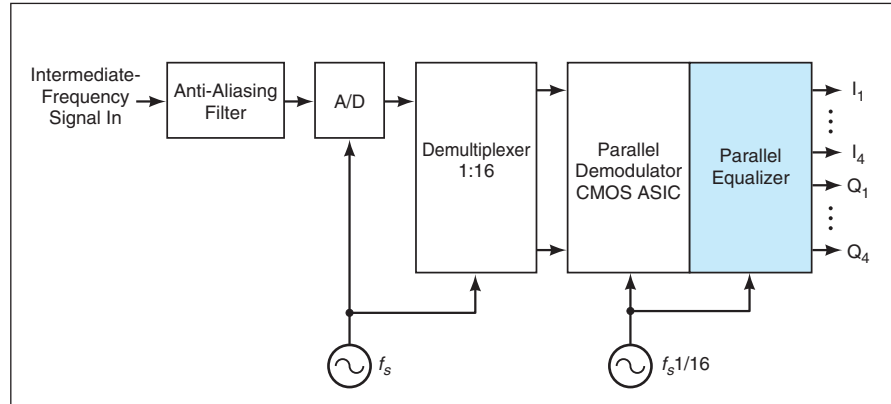 Intermediate-
Frequency
Signal In
Anti-Aliasing
Filter
A/D
Demultiplexer
1:16
Parallel
Demodulator
CMOS ASIC
Parallel
Equalizer
I1
I4
Q1
Q4
fs
fs1/16